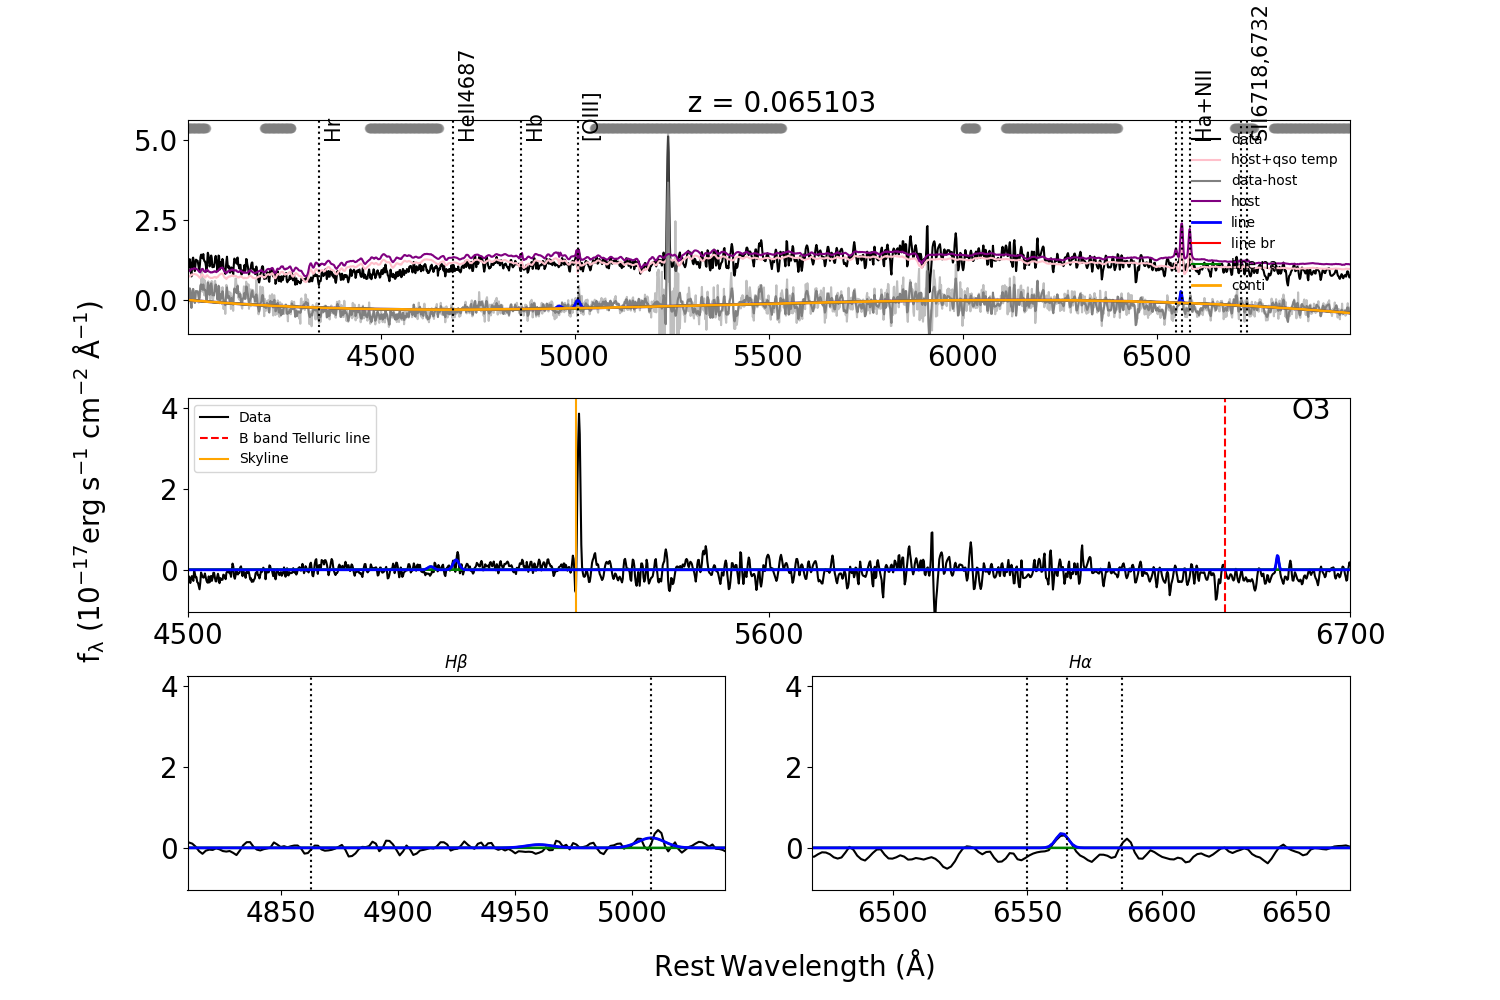 z = 0.065103
Hr
HeII4687
Hb
[OIII]
Ha+NII
SII6718,6732
5.0
2.5
0.0
data
host+qso temp
data-host
host
line
line br
conti
4500
5000
5500
6000
6500
O3
Data
B band Telluric line
Skyline
4
2
0
4500
5600
6700
fλ (10⁻¹⁷erg s⁻¹ cm⁻² Å⁻¹)
Hβ
4
2
0
4850
4900
4950
5000
Hα
4
2
0
6500
6550
6600
6650
Rest Wavelength (Å)